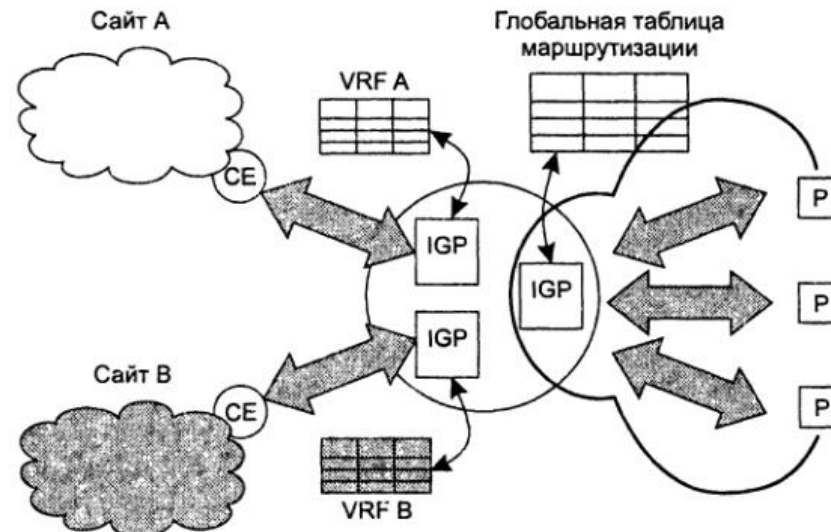 Сайт А
Глобальная таблица
маршрутизации
VRF A
CE
IGP
P
IGP
P
IGP
Сайт В
CE
P
VRF B